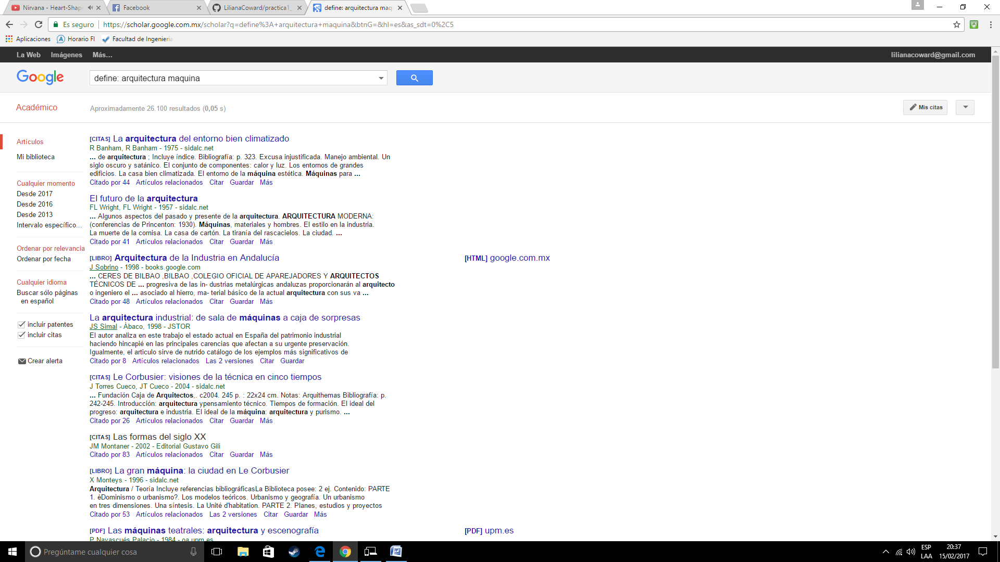 Nirvana - Heart-Shap
Facebook
LilianaCoward/practica1_
define: arquitectura maq
Es seguro
https://scholar.google.com.mx/scholar?q=define%3A+arquitectura+maquina&btnG=&hl=es&as_sdt=0%2C5
Aplicaciones
Horario FI
Facultad de Ingenieria
La Web Imágenes Más...
lilianacoward@gmail.com
Google
define: arquitectura maquina
Académico
Aproximadamente 26.100 resultados (0,05 s)
Mis citas
Artículos
Mi biblioteca
Cualquier momento
Desde 2017
Desde 2016
Desde 2013
Intervalo específico...
Ordenar por relevancia
Ordenar por fecha
Cualquier idioma
Buscar sólo páginas
en español
incluir patentes
incluir citas
Crear alerta
[CITAS] La arquitectura del entorno bien climatizado
R Banham, R Banham - 1975 - sidalc.net
... de arquitectura ; Incluye índice. Bibliografía: p. 323. Excusa injustificada. Manejo ambiental. Un
siglo oscuro y satánico. El conjunto de componentes: calor y luz. Los entornos de grandes
edificios. La casa bien climatizada. El entorno de la máquina estética. Máquinas para ...
Citado por 44 Artículos relacionados Citar Guardar Más
El futuro de la arquitectura
FL Wright, FL Wright - 1957 - sidalc.net
... Algunos aspectos del pasado y presente de la arquitectura. ARQUITECTURA MODERNA:
(conferencias de Princenton: 1930). Máquinas, materiales y hombres. El estilo en la industria.
La muerte de la cornisa. La casa de cartón. La tiranía del rascacielos. La ciudad. ...
Citado por 41 Artículos relacionados Citar Guardar Más
[LIBRO] Arquitectura de la Industria en Andalucía
[HTML] google.com.mx
J Sobrino - 1998 - books.google.com
... CERES DE BILBAO ,BILBAO ,COLEGIO OFICIAL DE APAREJADORES Y ARQUITECTOS
TÉCNICOS DE ... progresiva de las in- dustrias metalúrgicas andaluzas proporcionarán al arquitecto
o ingeniero el ... asociado al hierro, ma- terial básico de la actual arquitectura con sus va ...
Citado por 48 Artículos relacionados Citar Guardar Más
La arquitectura industrial: de sala de máquinas a caja de sorpresas
JS Simal - Ábaco, 1998 - JSTOR
El autor analiza en este trabajo el estado actual en España del patrimonio industrial
haciendo hincapié en las principales carencias que afectan a su urgente preservación.
Igualmente, el articulo sirve de nutrido catálogo de los ejemplos más significativos de
Citado por 8 Artículos relacionados Las 2 versiones Citar Guardar
[CITAS] Le Corbusier: visiones de la técnica en cinco tiempos
J Torres Cueco, JT Cueco - 2004 - sidalc.net
... Fundación Caja de Arquitectos,. c2004. 245 p. : 22x24 cm. Notas: Arquithemas Bibliografía: p.
242-245. Introducción: arquitectura ypensamiento técnico. Tiempos de formación. El ideal del
progreso: arquitectura e industria. El ideal de la máquina: arquitectura y purismo. ...
Citado por 26 Artículos relacionados Citar Guardar Más
[CITAS] Las formas del siglo XX
JM Montaner - 2002 - Editorial Gustavo Gili
Citado por 83 Artículos relacionados Citar Guardar Más
[LIBRO] La gran máquina: la ciudad en Le Corbusier
X Monteys - 1996 - sidalc.net
Arquitectura / Teoría Incluye referencias bibliográficasLa Biblioteca posee: 2 ej. Contenido: PARTE
1. èDominismo o urbanismo?. Los modelos teóricos. Urbanismo y geografía. Un urbanismo
en tres dimensiones. Una síntesis. La Unité d'habitation. PARTE 2. Planes, estudios y proyectos
Citado por 53 Artículos relacionados Las 2 versiones Citar Guardar Más
[PDF] Las máquinas teatrales: arquitectura y escenografía
[PDF] upm.es
P Navascués Palacio - 1984 - oa.upm.es
Pregúntame cualquier cosa
ESP
LAA
20:37
15/02/2017